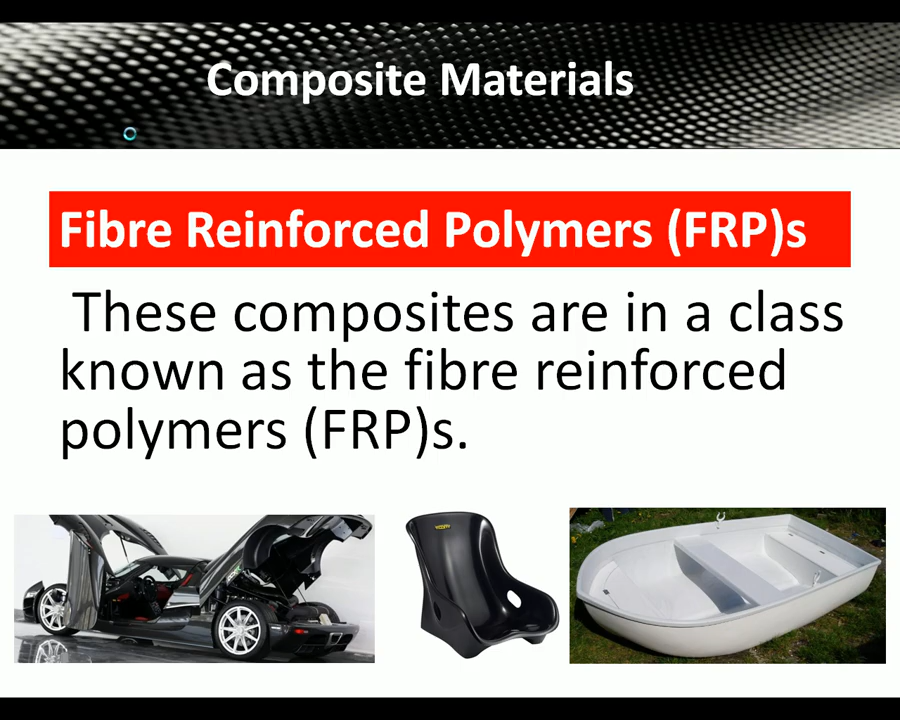 Composite Materials
Fibre Reinforced Polymers (FRP)s
These composites are in a class
known as the fibre reinforced
polymers (FRP)s.